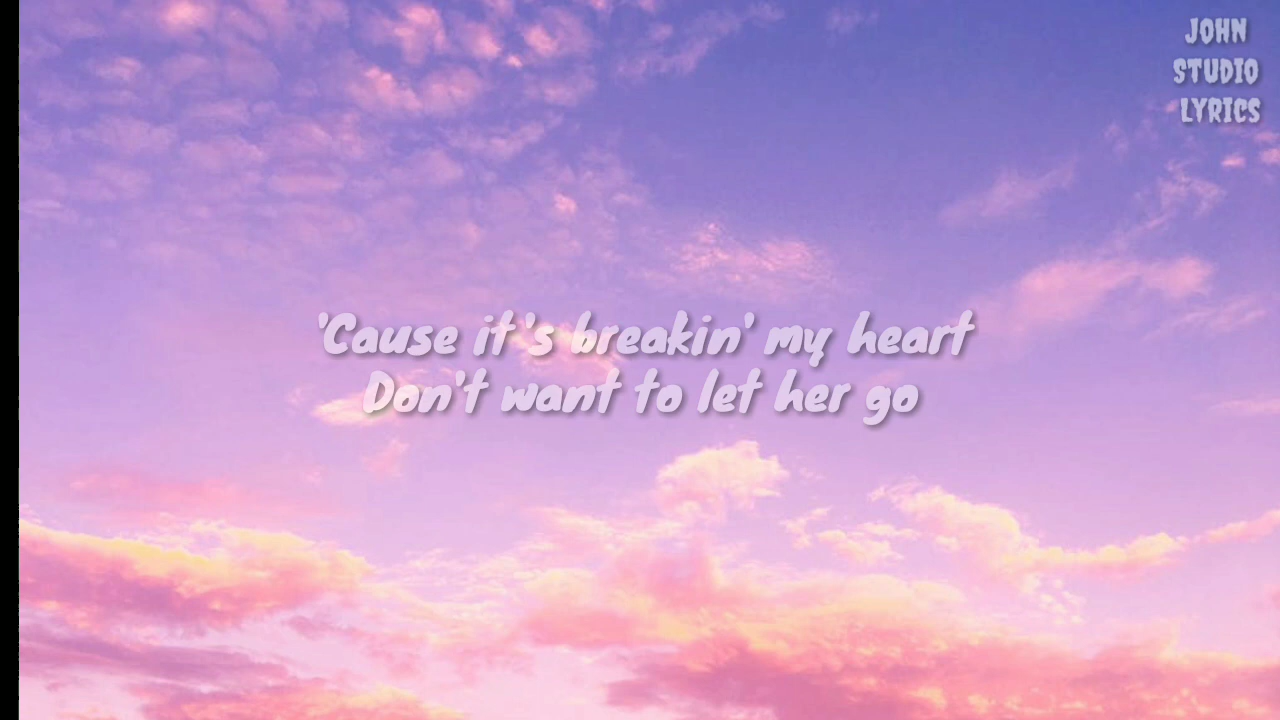 JOHN
STUDIO
LYRICS
'Cause it's breakin' my heart
Don't want to let her go